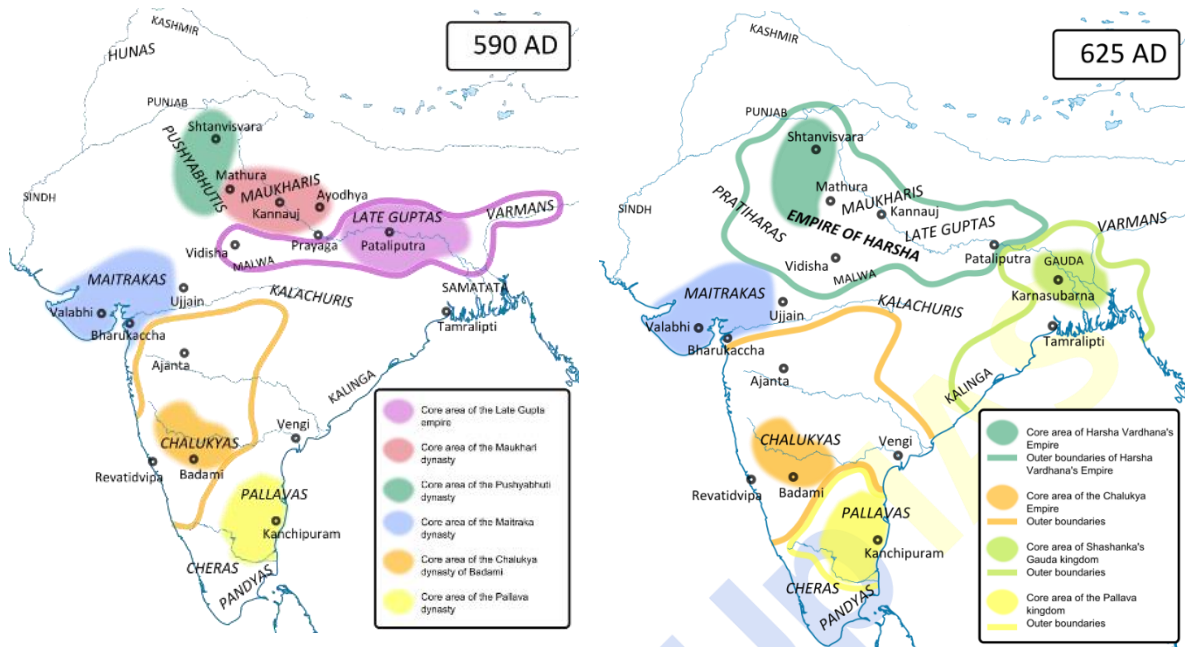 590 AD
KASHMIR
HUNAS
PUNJAB
Shtanvisvara
PUSHYABHUTIS
Mathura
MAUKHARIS
Ayodhya
Kannauj
SINDH
LATE GUPTAS
VARMANS
Prayaga
Pataliputra
Vidisha
MALWA
MAITRAKAS
Ujjain
KALACHURIS
SAMATATA
Valabhi
Bharukaccha
Tamralipti
Ajanta
KALINGA
Vengi
CHALUKYAS
Badami
Revatidvipa
PALLAVAS
Kanchipuram
CHERAS
PANDYAS
Core area of the Late Gupta
empire
Core area of the Maukhari
dynasty
Core area of the Pushyabhuti
dynasty
Core area of the Maitraka
dynasty
Core area of the Chalukya
dynasty of Badami
Core area of the Pallava
dynasty
625 AD
KASHMIR
PUNJAB
Shtanvisvara
Mathura
MAUKHARIS
PRATIHARAS
Kannauj
SINDH
EMPIRE OF HARSHA
LATE GUPTAS
VARMANS
Pataliputra
Vidisha
MALWA
GAUDA
MAITRAKAS
Karnasubarna
Ujjain
KALACHURIS
Valabhi
Bharukaccha
Tamralipti
Ajanta
KALINGA
CHALUKYAS
Vengi
Badami
Revatidvipa
PALLAVAS
Kanchipuram
CHERAS
PANDYAS
Core area of Harsha Vardhana's
Empire
Outer boundaries of Harsha
Vardhana's Empire
Core area of the Chalukya
Empire
Outer boundaries
Core area of Shashanka's
Gauda kingdom
Outer boundaries
Core area of the Pallava
kingdom
Outer boundaries